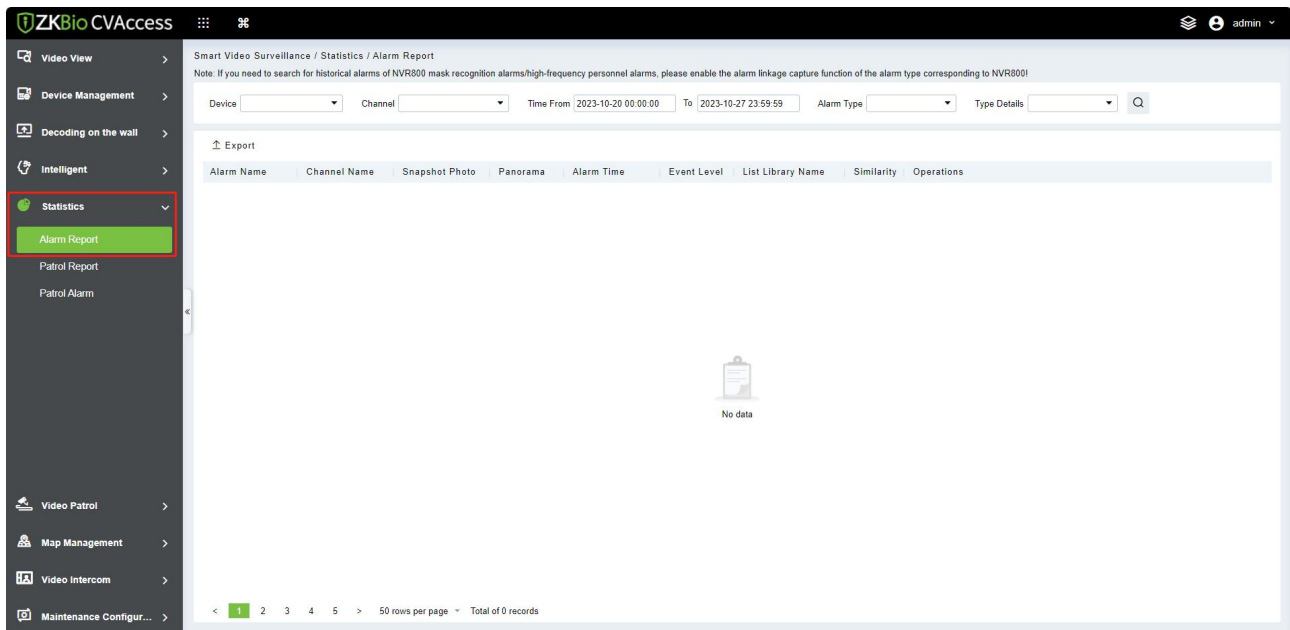 ZKBio CVAccess
admin
Video View
Device Management
Decoding on the wall
Intelligent
Statistics
Alarm Report
Patrol Report
Patrol Alarm
Video Patrol
Map Management
Video Intercom
Maintenance Configur...
Smart Video Surveillance / Statistics / Alarm Report
Note: If you need to search for historical alarms of NVR800 mask recognition alarms/high-frequency personnel alarms, please enable the alarm linkage capture function of the alarm type corresponding to NVR800!
Device Channel Time From 2023-10-20 00:00:00 To 2023-10-27 23:59:59 Alarm Type Type Details
Export
Alarm Name Channel Name Snapshot Photo Panorama Alarm Time Event Level List Library Name Similarity Operations
No data
< 1 2 3 4 5 > 50 rows per page Total of 0 records